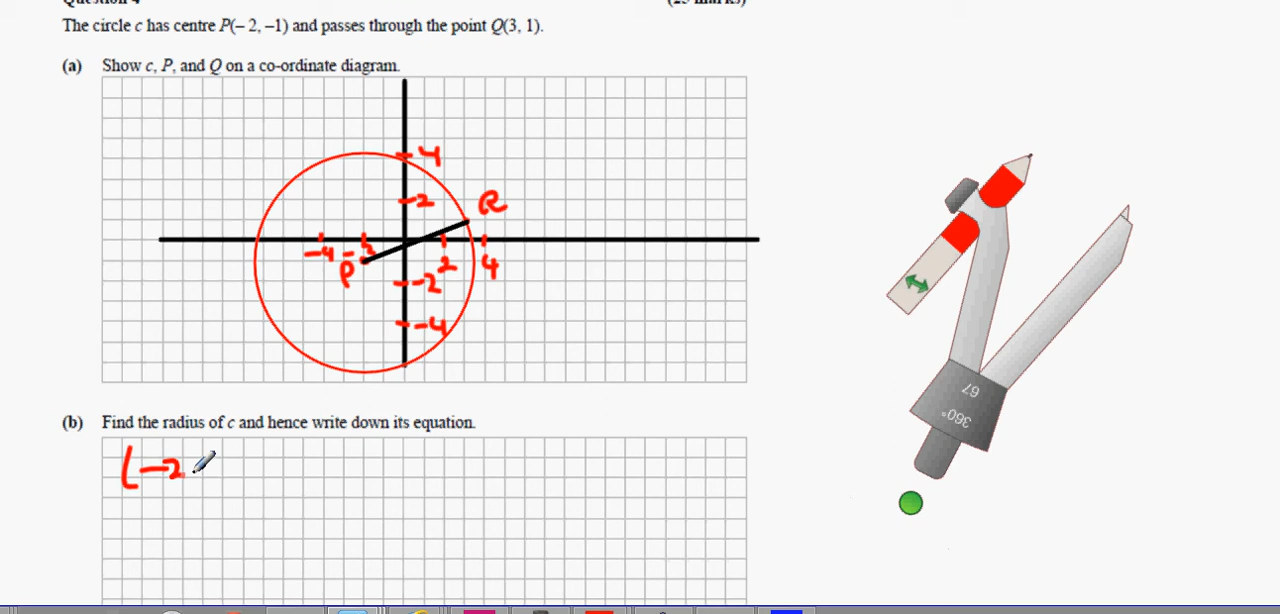 The circle c has centre P(– 2, –1) and passes through the point Q(3, 1).
(a) Show c, P, and Q on a co-ordinate diagram.
4
2
-4
P
2
4
-2
-4
(b) Find the radius of c and hence write down its equation.
(-2
67
360°